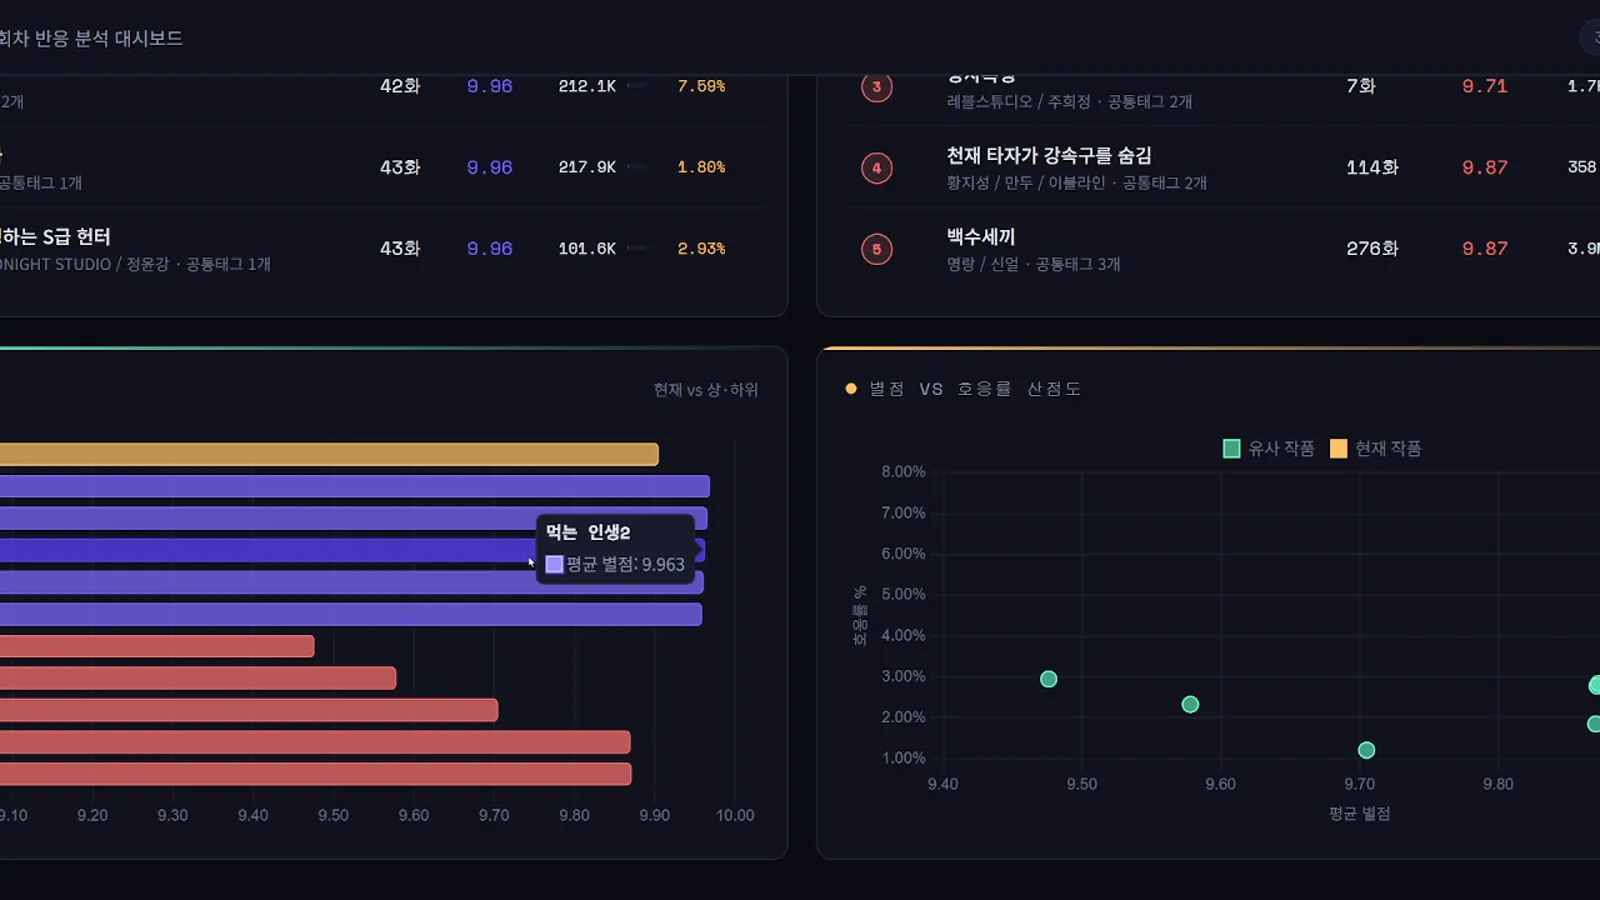 회차 반응 분석 대시보드
42화 9.96 212.1K 7.59%
2개
43화 9.96 217.9K 1.80%
공통태그 1개
하는 S급 헌터
43화 9.96 101.6K 2.93%
NIGHT STUDIO / 정윤강 · 공통태그 1개
3
7화 9.71
레블스튜디오 / 주희정 · 공통태그 2개
4 천재 타자가 강속구를 숨김
114화 9.87 358
황지성 / 만두 / 이블라인 · 공통태그 2개
5 백수세끼
276화 9.87
명랑 / 신얼 · 공통태그 3개
현재 vs 상·하위
먹는 인생2
평균 별점: 9.963
9.10 9.20 9.30 9.40 9.50 9.60 9.70 9.80 9.90 10.00
별점 VS 호응률 산점도
유사 작품 현재 작품
8.00%
7.00%
6.00%
5.00%
4.00%
3.00%
2.00%
1.00%
호응률 %
9.40 9.50 9.60 9.70 9.80
평균 별점